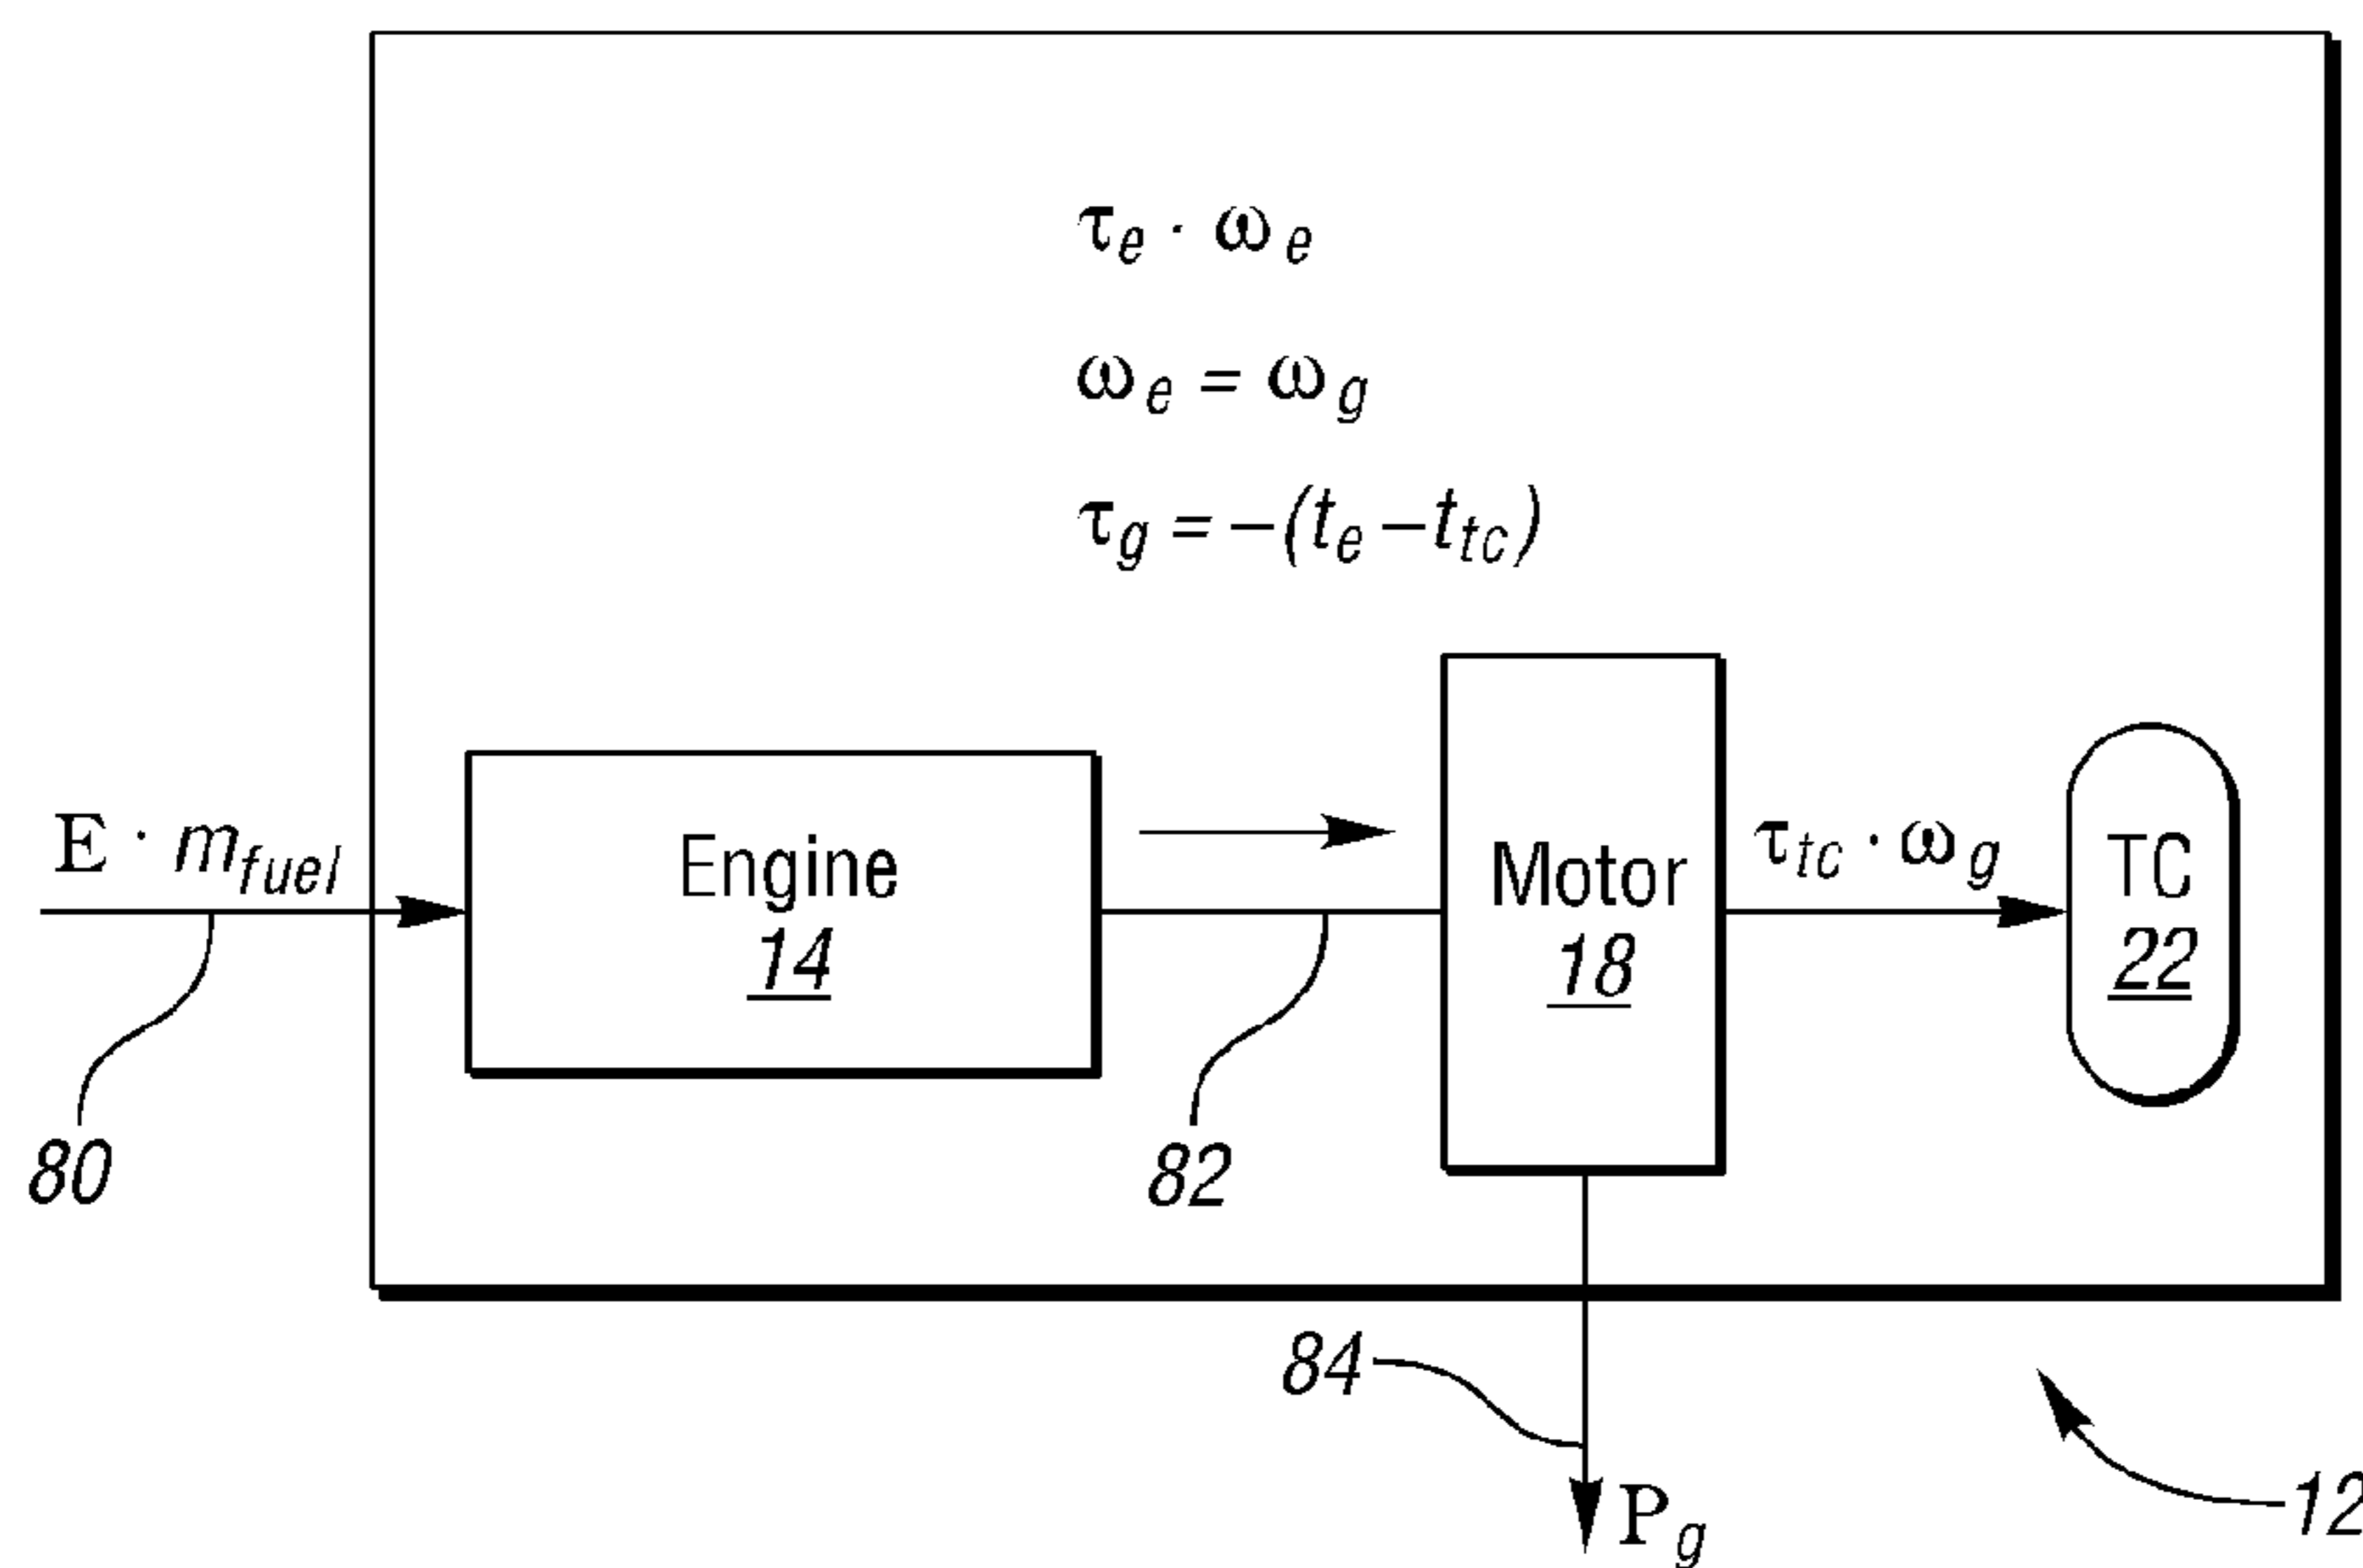 τe · ωe
ωe = ωg
τg = −(te − ttc)
E · mfuel
Engine
14
Motor
18
τtc · ωg
TC
22
80
82
84
Pg
12